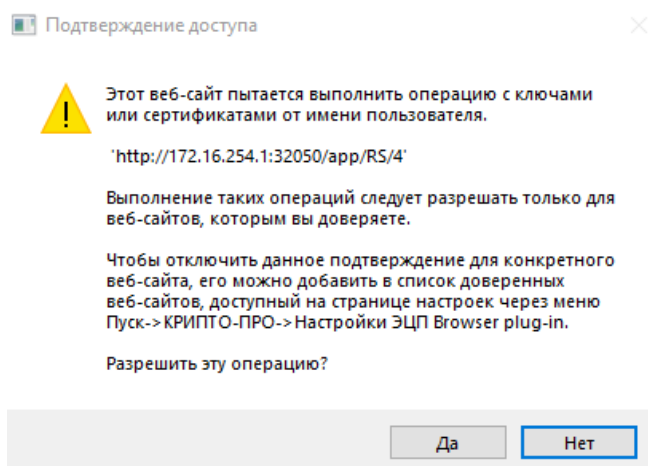 Подтверждение доступа
Этот веб-сайт пытается выполнить операцию с ключами
или сертификатами от имени пользователя.
'http://172.16.254.1:32050/app/RS/4'
Выполнение таких операций следует разрешать только для
веб-сайтов, которым вы доверяете.
Чтобы отключить данное подтверждение для конкретного
веб-сайта, его можно добавить в список доверенных
веб-сайтов, доступный на странице настроек через меню
Пуск->КРИПТО-ПРО->Настройки ЭЦП Browser plug-in.
Разрешить эту операцию?
Да
Нет